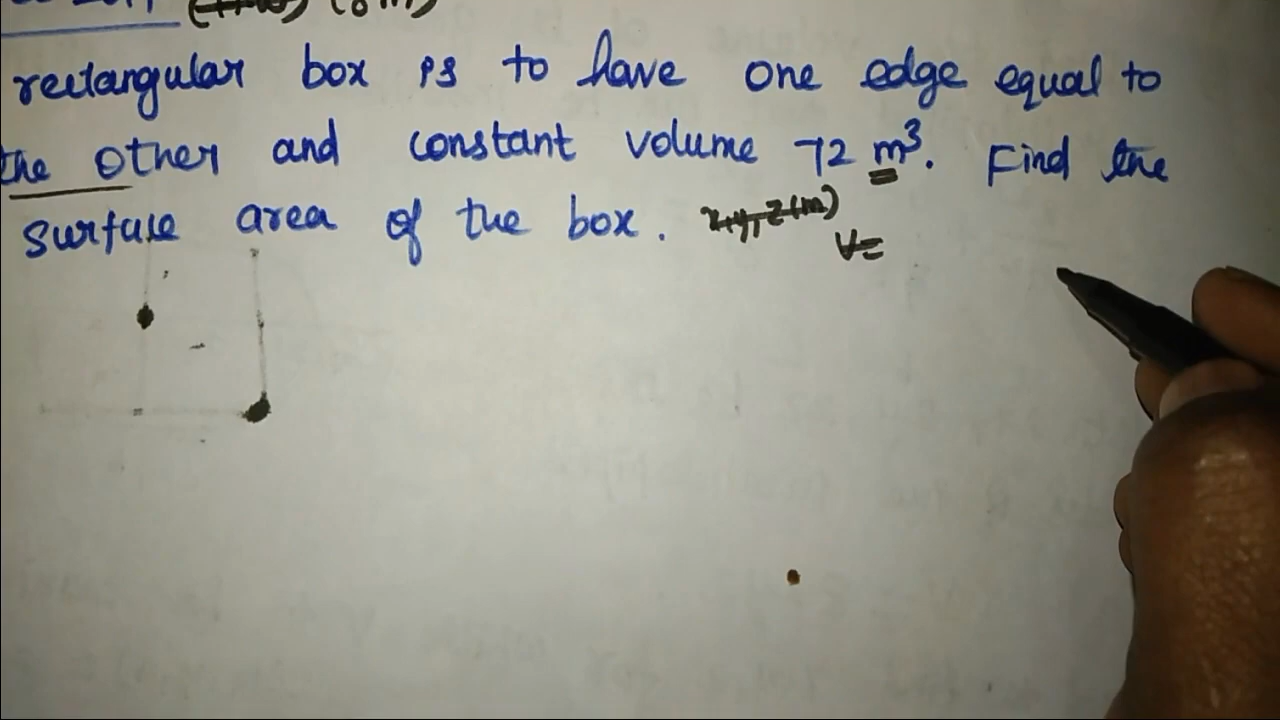 (8m)
rectangular box is to have one edge equal to
the other and constant volume 72 m³. Find the
surface area of the box. x,y,z(m)
V=